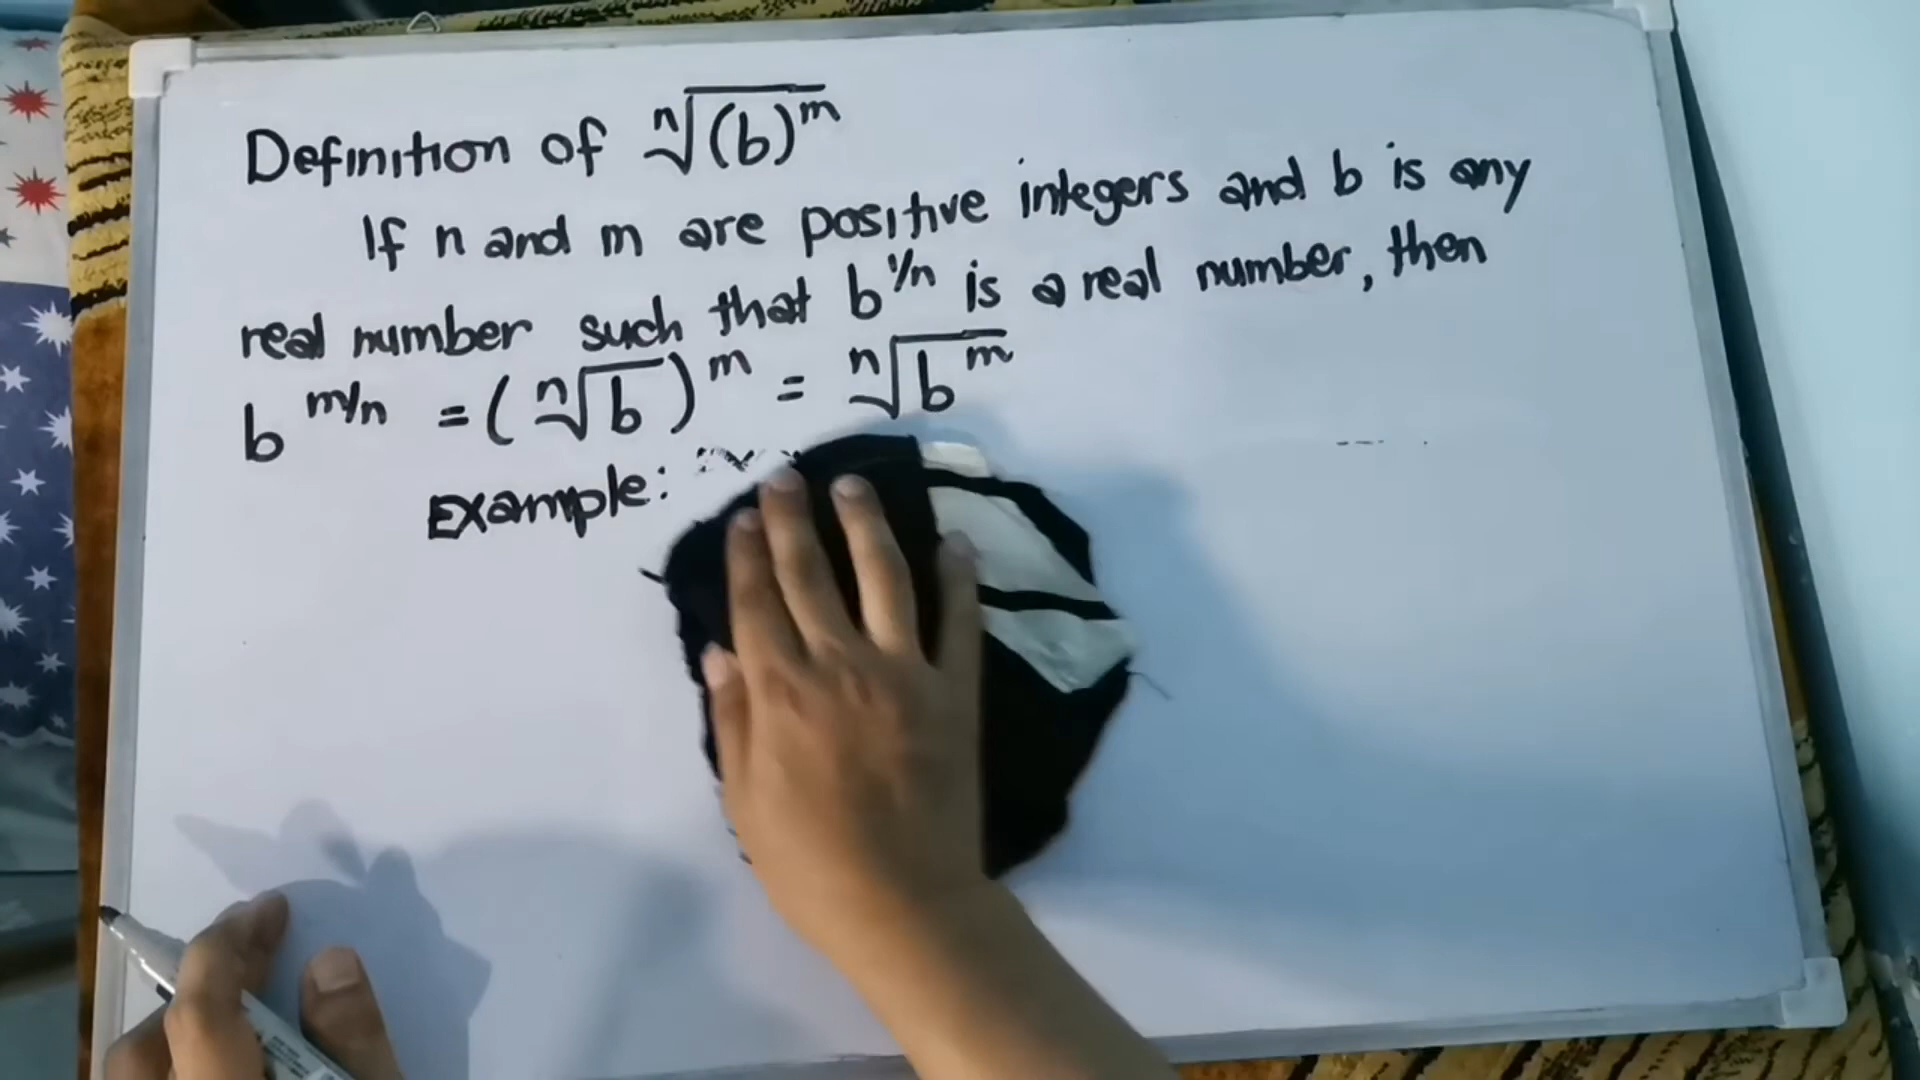 Definition of ⁿ√(b)ᵐ
If n and m are positive integers and b is any
real number such that b^1/n is a real number, then
b^m/n = (ⁿ√b)ᵐ = ⁿ√bᵐ
Example: